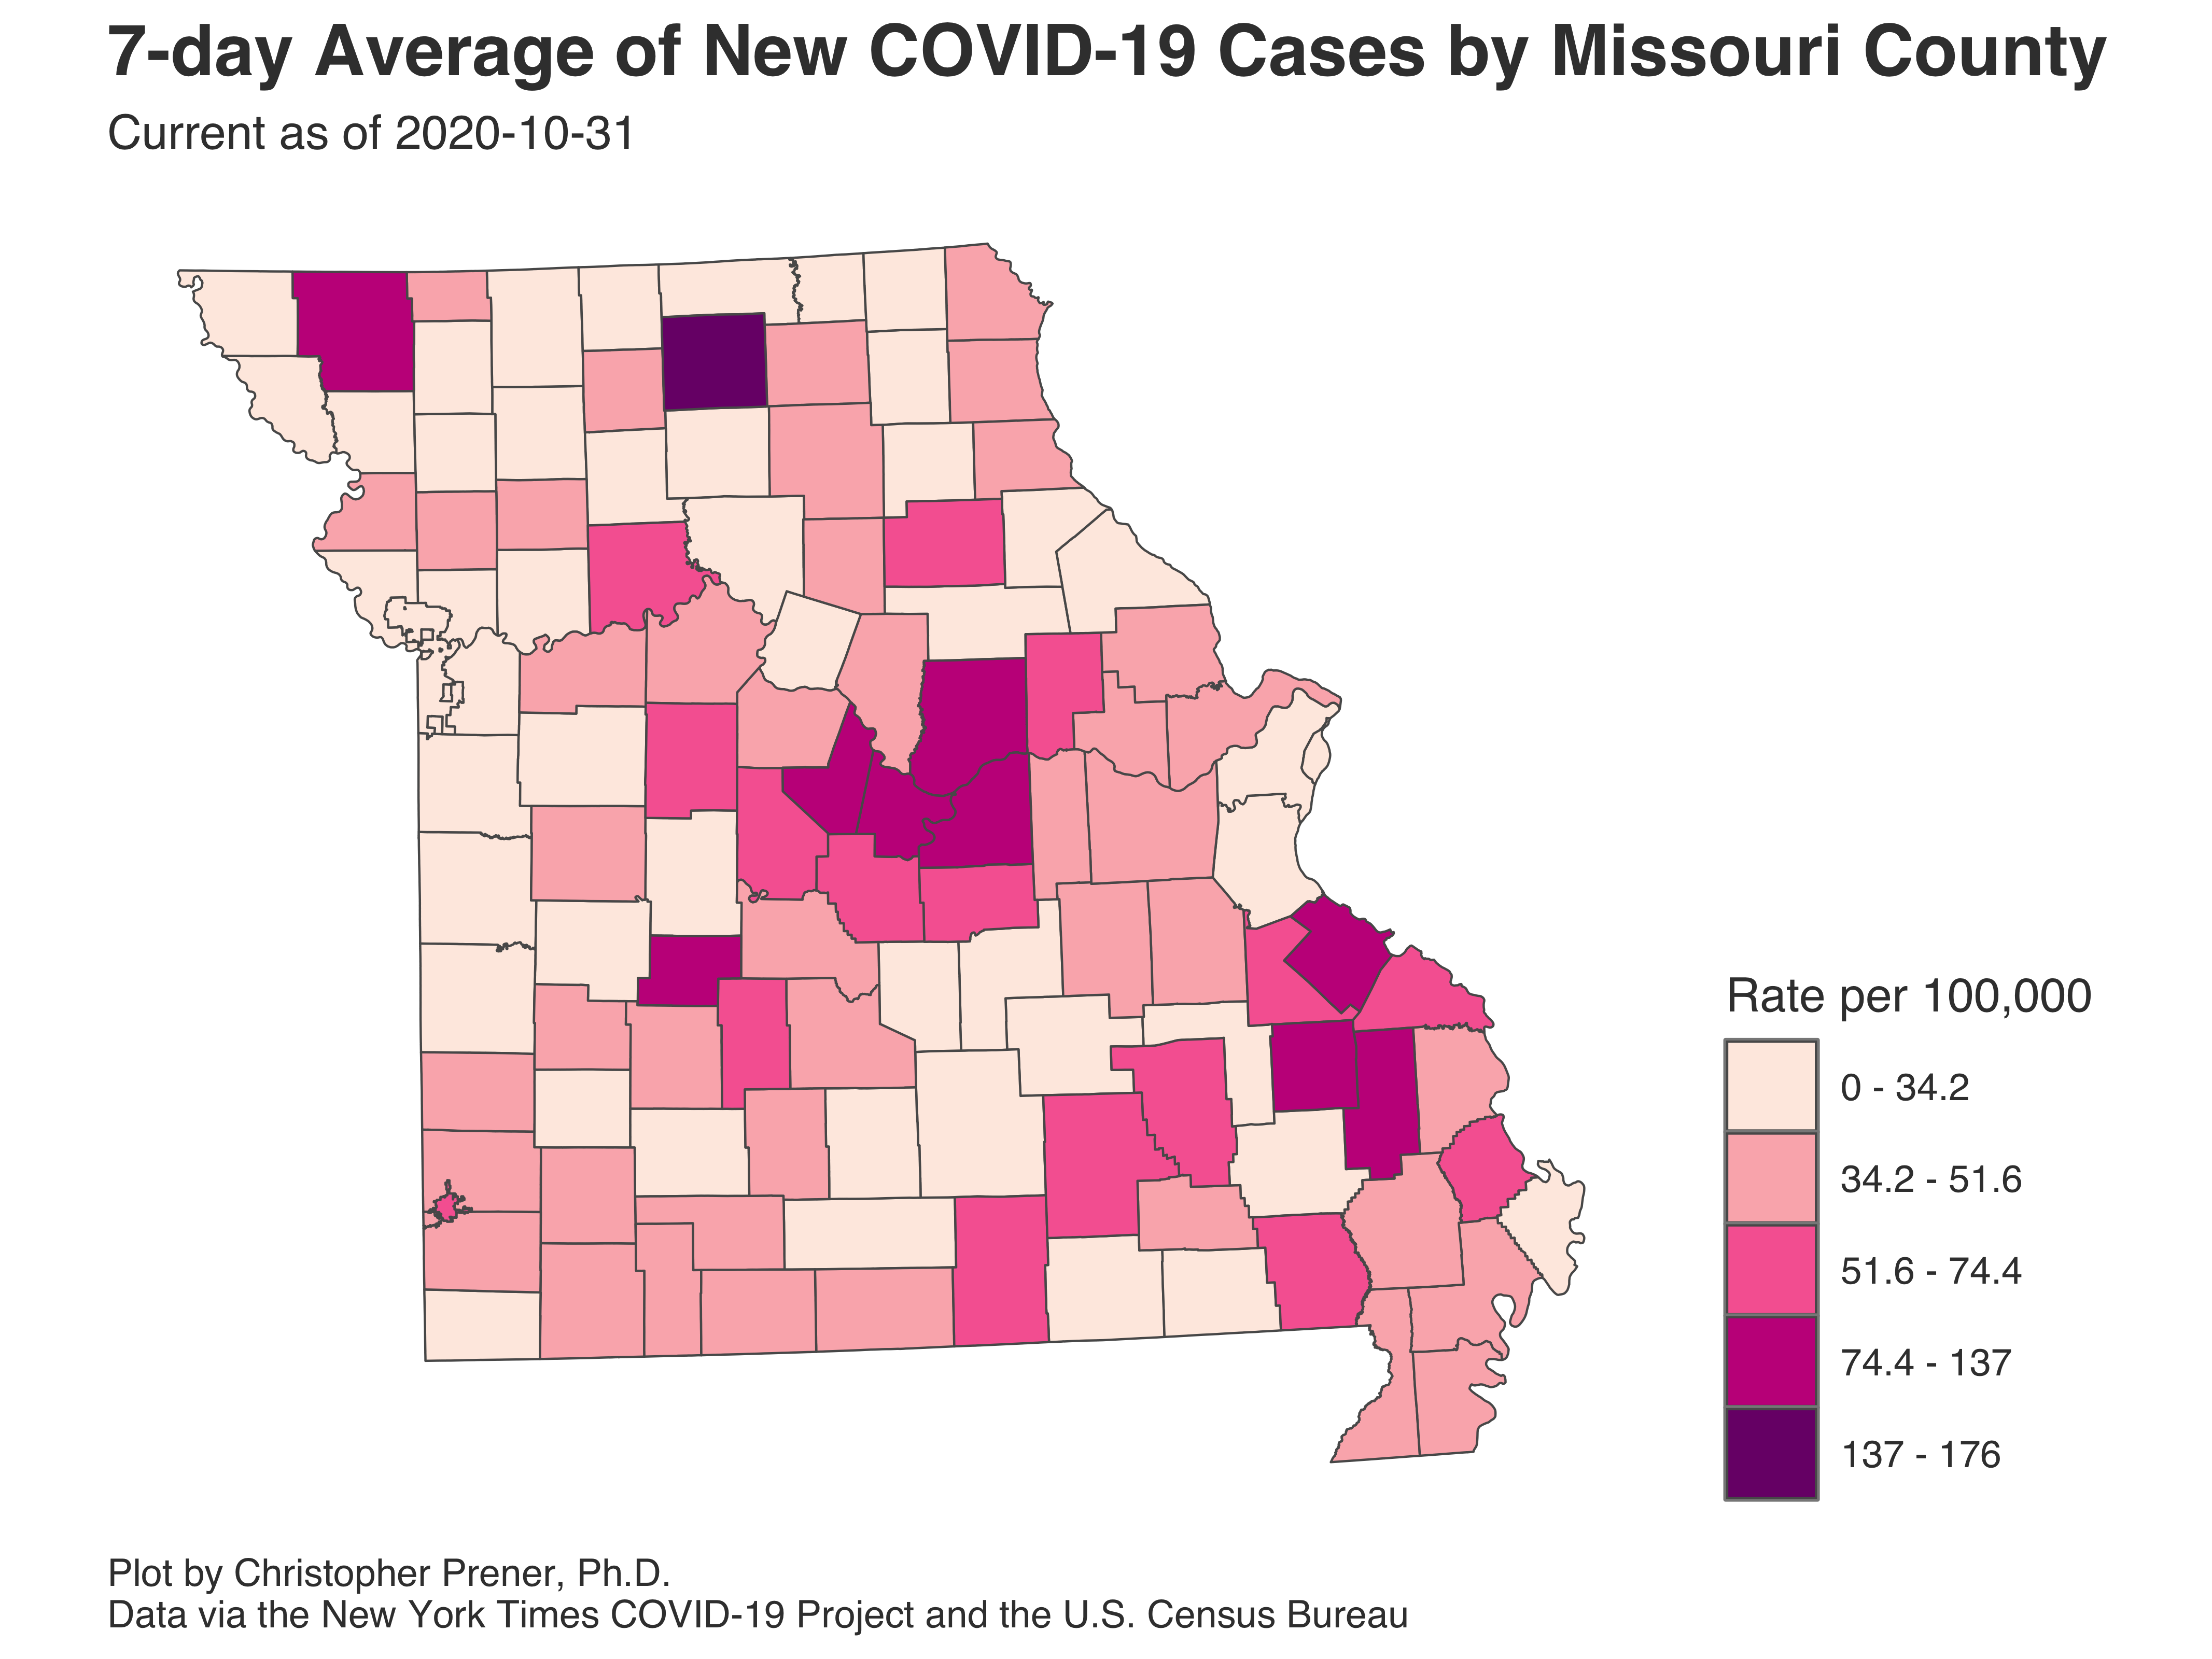 7-day Average of New COVID-19 Cases by Missouri County
Current as of 2020-10-31
Rate per 100,000
0 - 34.2
34.2 - 51.6
51.6 - 74.4
74.4 - 137
137 - 176
Plot by Christopher Prener, Ph.D.
Data via the New York Times COVID-19 Project and the U.S. Census Bureau